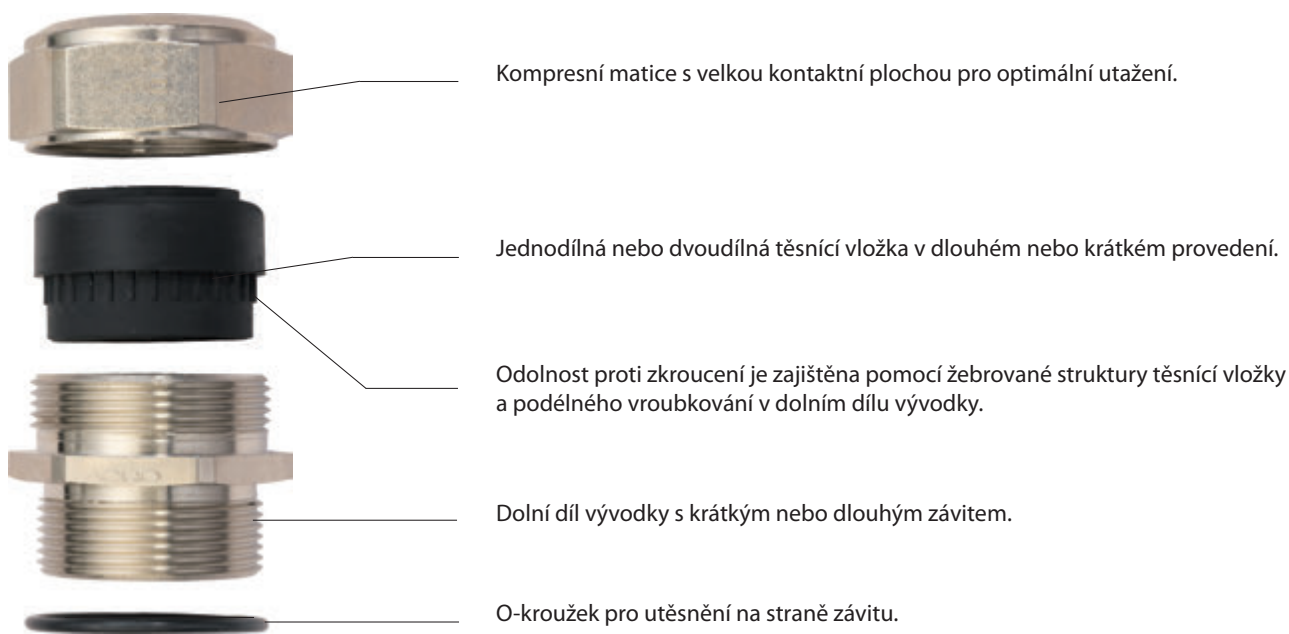 Kompresní matice s velkou kontaktní plochou pro optimální utažení.
Jednodílná nebo dvoudílná těsnící vložka v dlouhém nebo krátkém provedení.
Odolnost proti zkroucení je zajištěna pomocí žebrované struktury těsnící vložky
a podélného vroubkování v dolním dílu vývodky.
Dolní díl vývodky s krátkým nebo dlouhým závitem.
O-kroužek pro utěsnění na straně závitu.